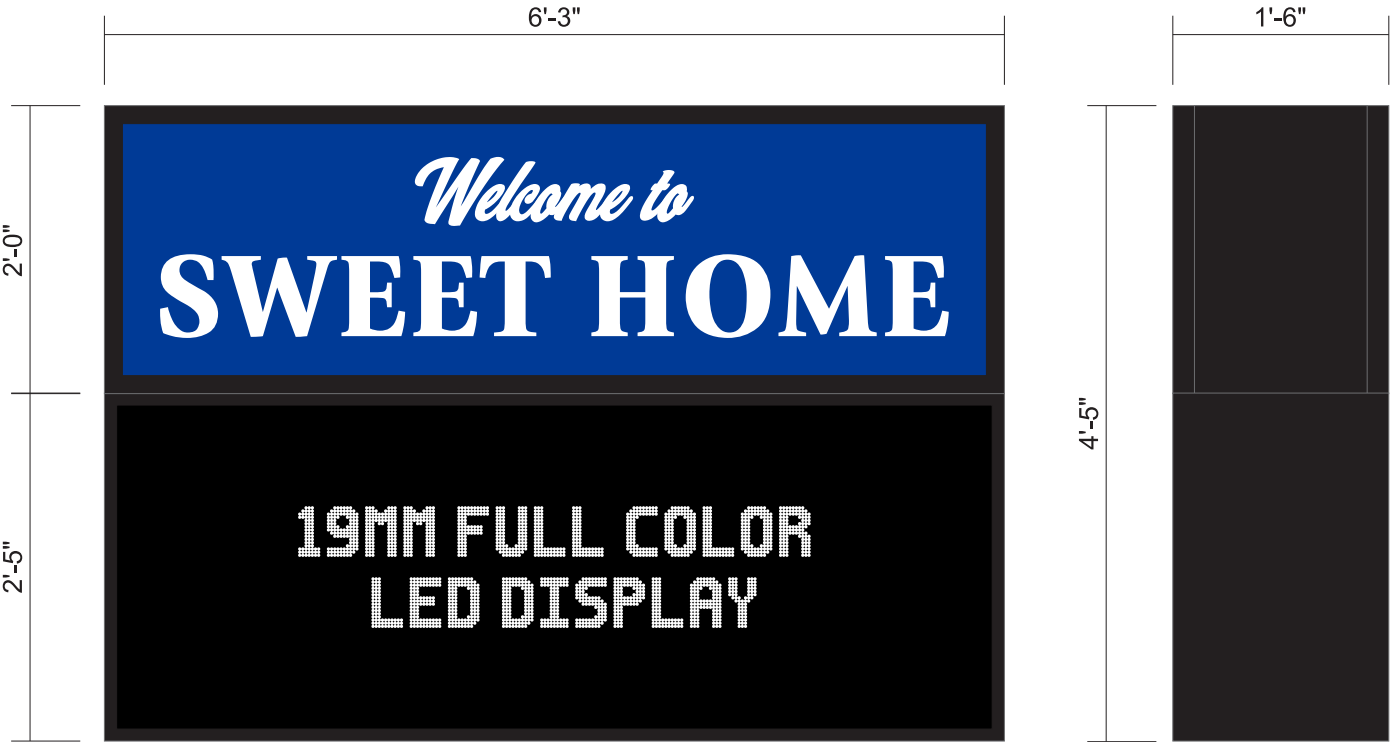 6'-3"
1'-6"
2'-0"
Welcome to
SWEET HOME
4'-5"
2'-5"
19MM FULL COLOR
LED DISPLAY